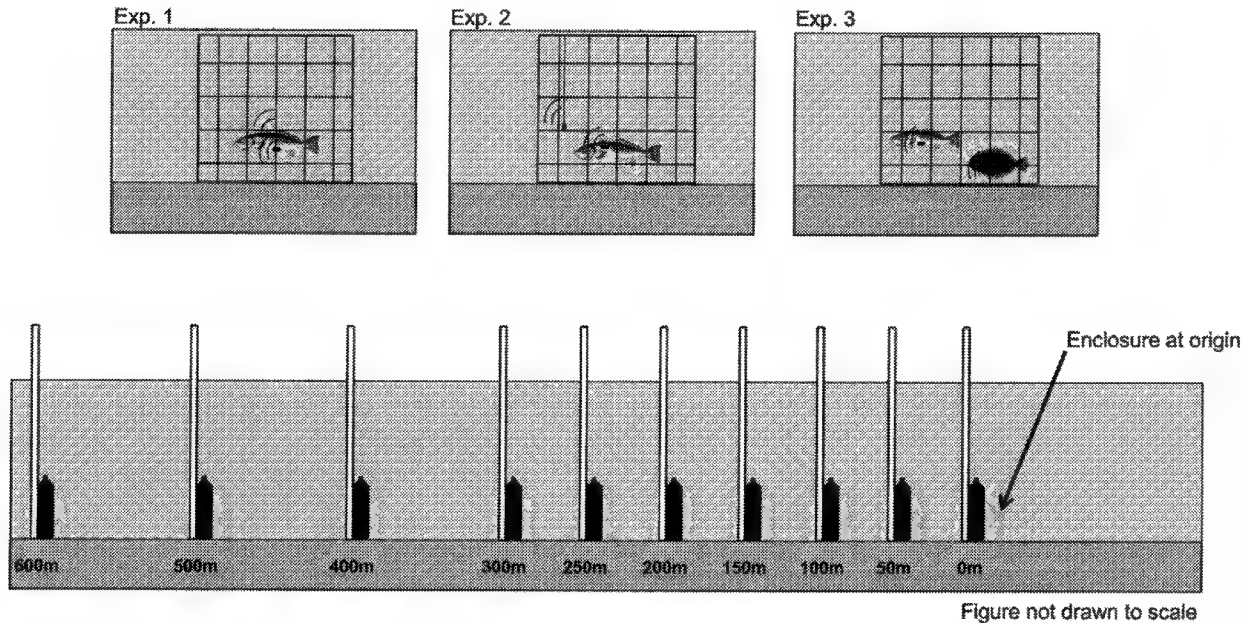 Exp. 1
Exp. 2
Exp. 3
Enclosure at origin
600m
500m
400m
300m
250m
200m
150m
100m
50m
0m
Figure not drawn to scale